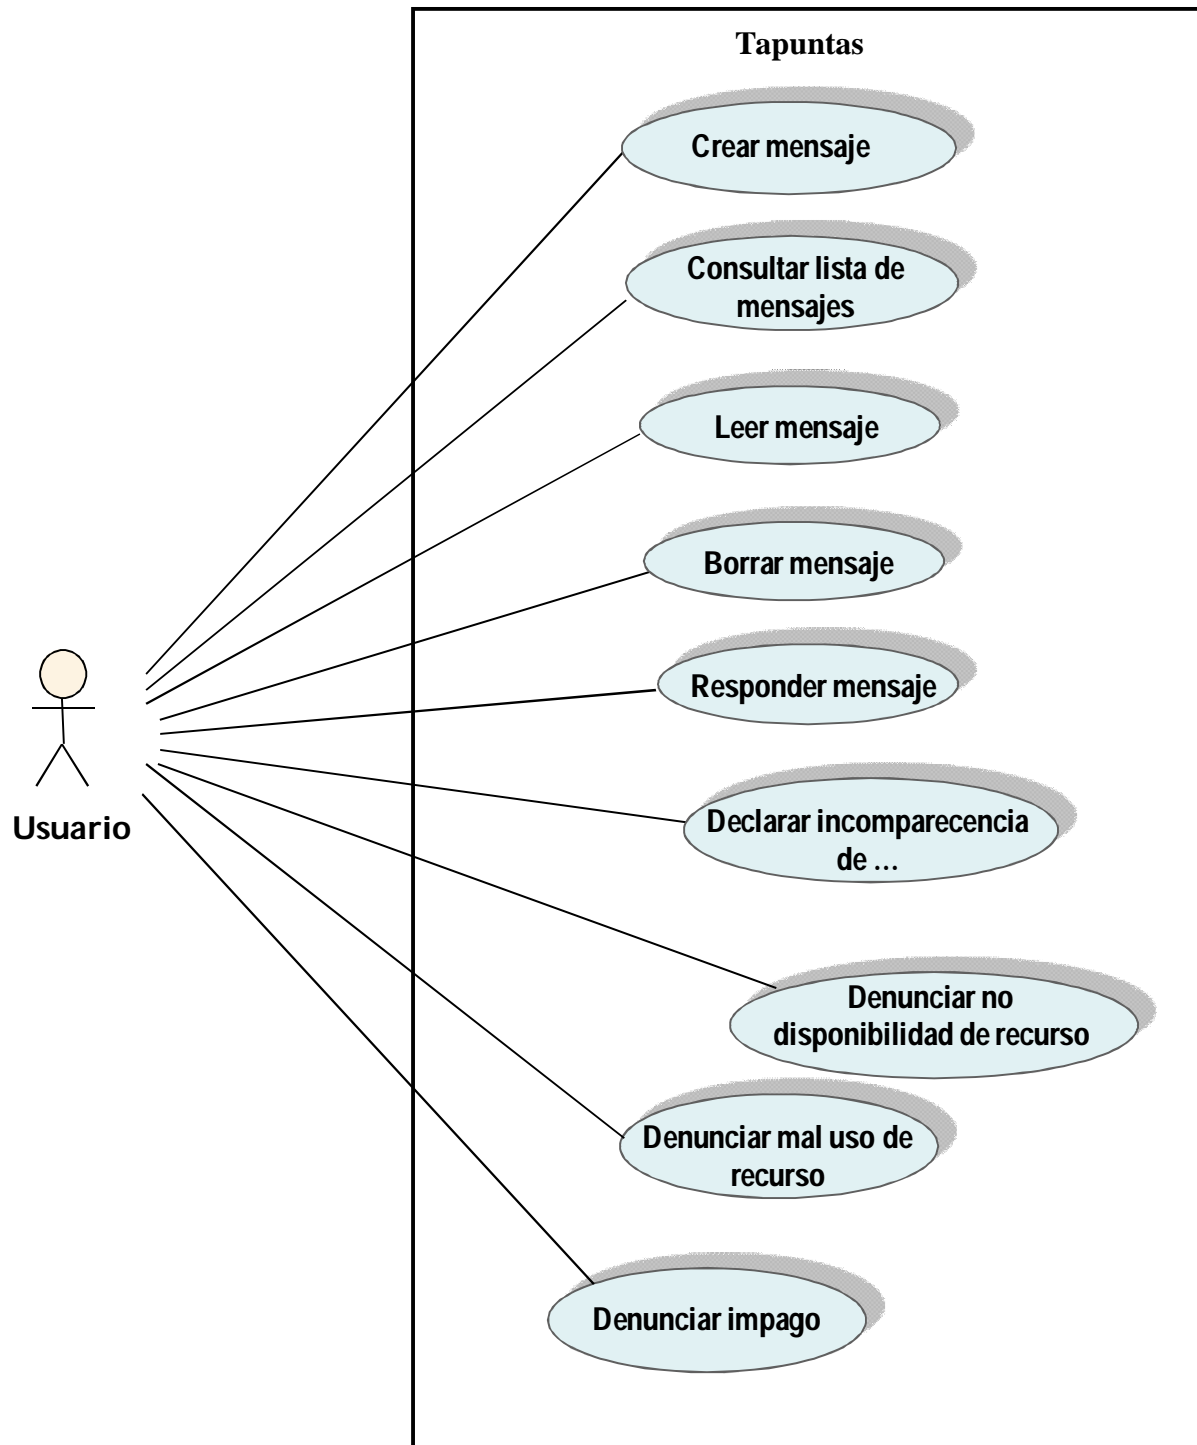 Tapuntas
Crear mensaje
Consultar lista de
mensajes
Leer mensaje
Borrar mensaje
Responder mensaje
Usuario
Declarar incomparecencia
de ...
Denunciar no
disponibilidad de recurso
Denunciar mal uso de
recurso
Denunciar impago